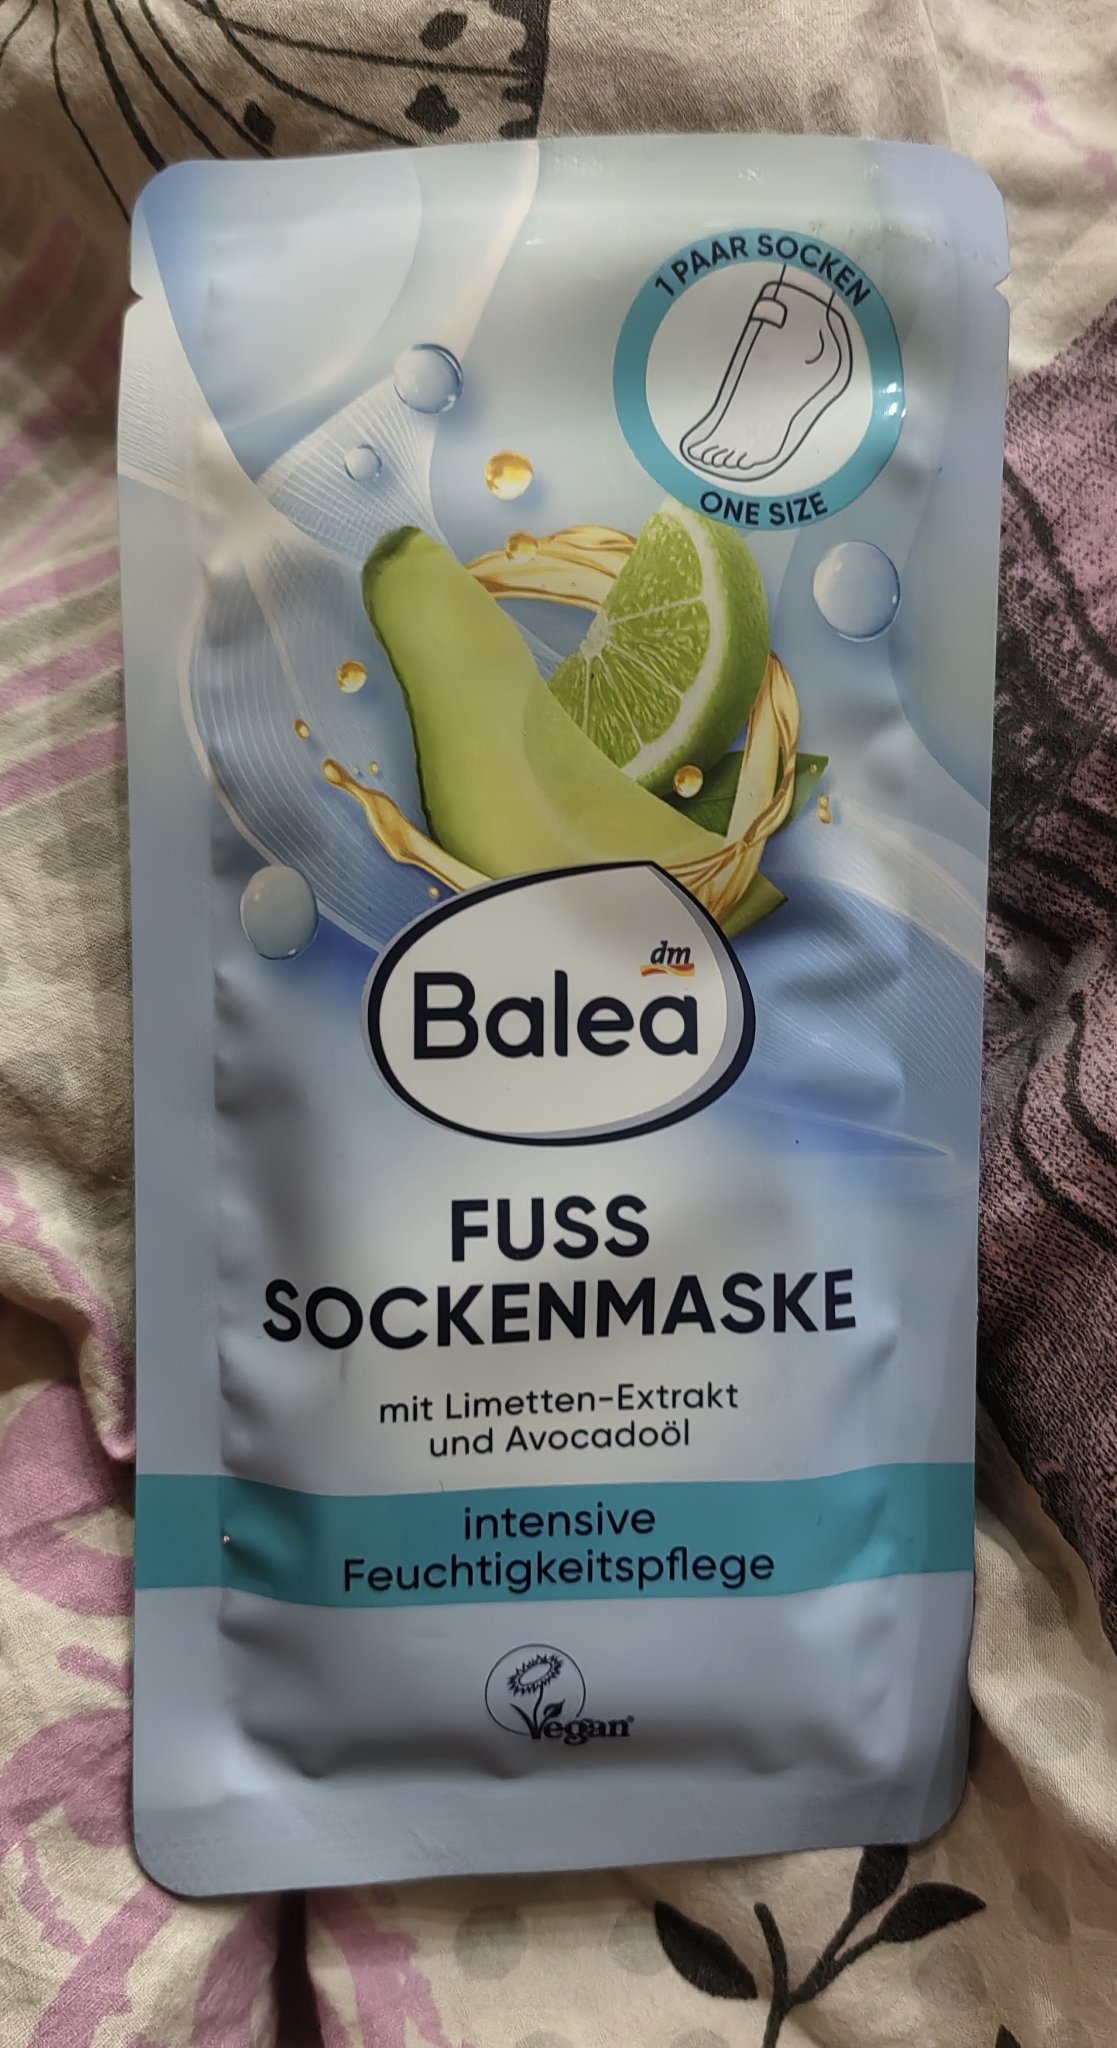 1 PAAR SOCKEN
ONE SIZE
dm
Balea
FUSS
SOCKENMASKE
mit Limetten-Extrakt
und Avocadoöl
intensive
Feuchtigkeitspflege
Vegan